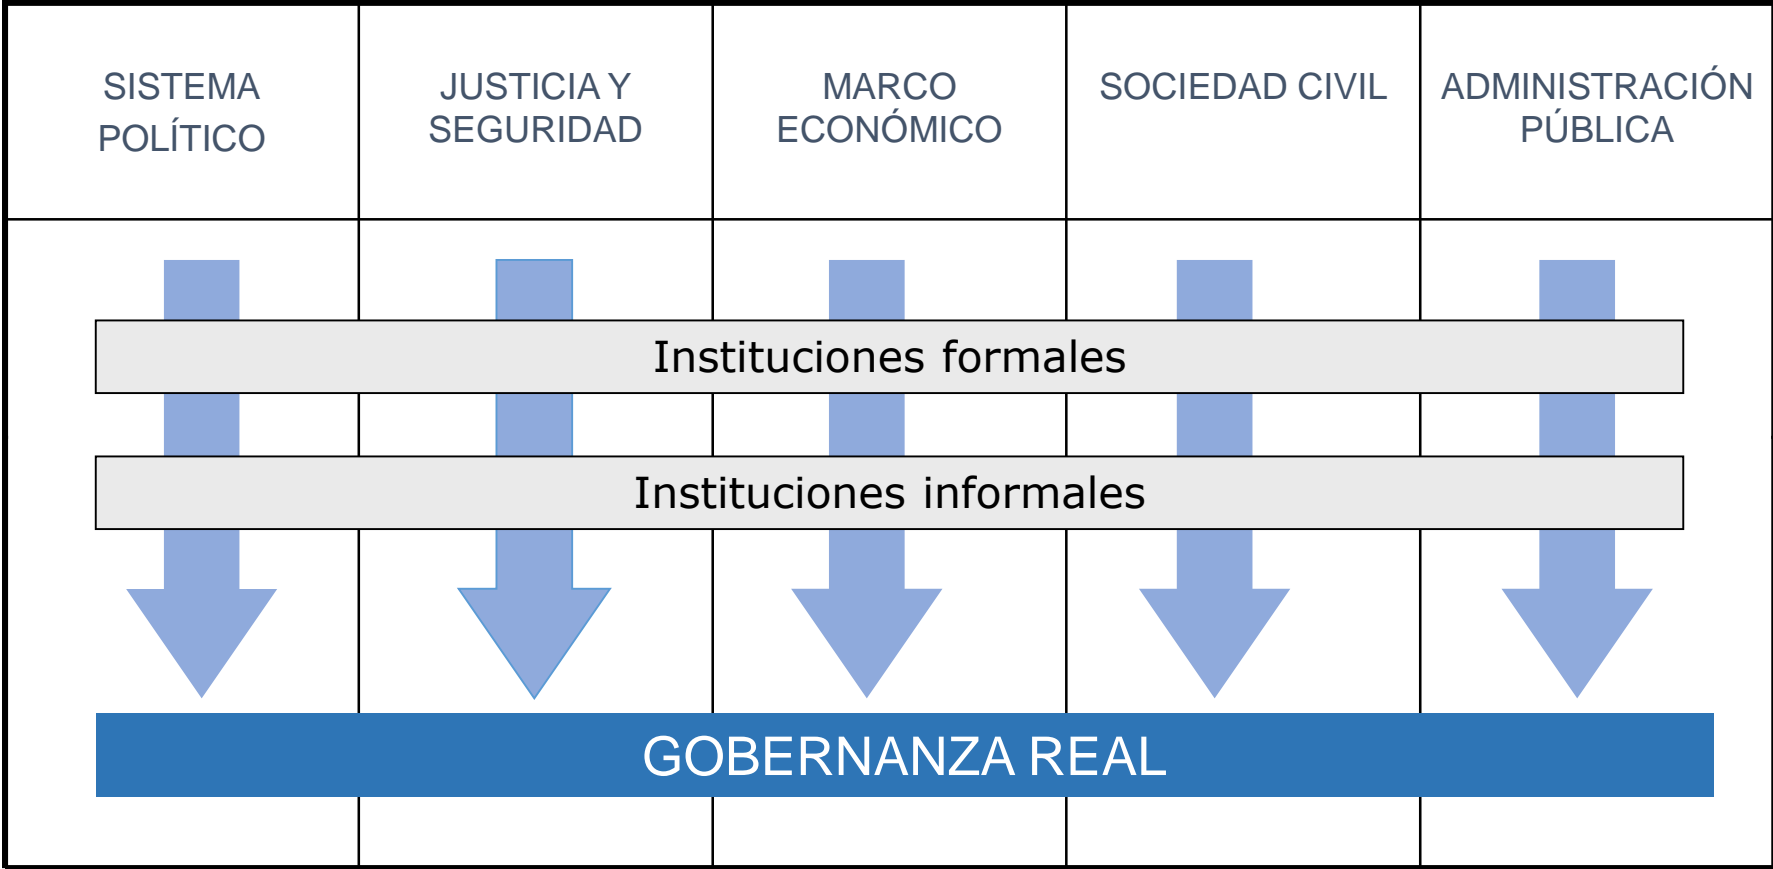 SISTEMA
POLÍTICO
JUSTICIA Y
SEGURIDAD
MARCO
ECONÓMICO
SOCIEDAD CIVIL
ADMINISTRACIÓN
PÚBLICA
Instituciones formales
Instituciones informales
GOBERNANZA REAL